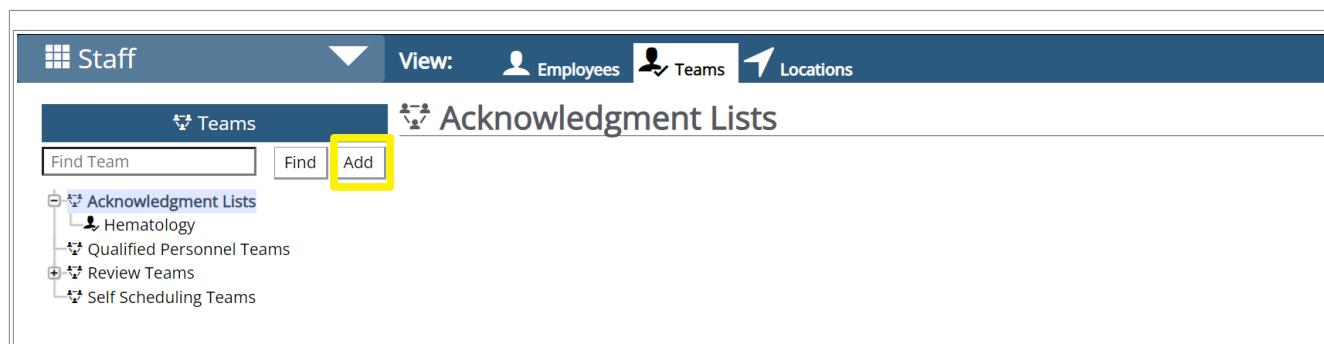 Staff
View: Employees Teams Locations
Teams
Acknowledgment Lists
Find Team Find Add
Acknowledgment Lists
Hematology
Qualified Personnel Teams
Review Teams
Self Scheduling Teams